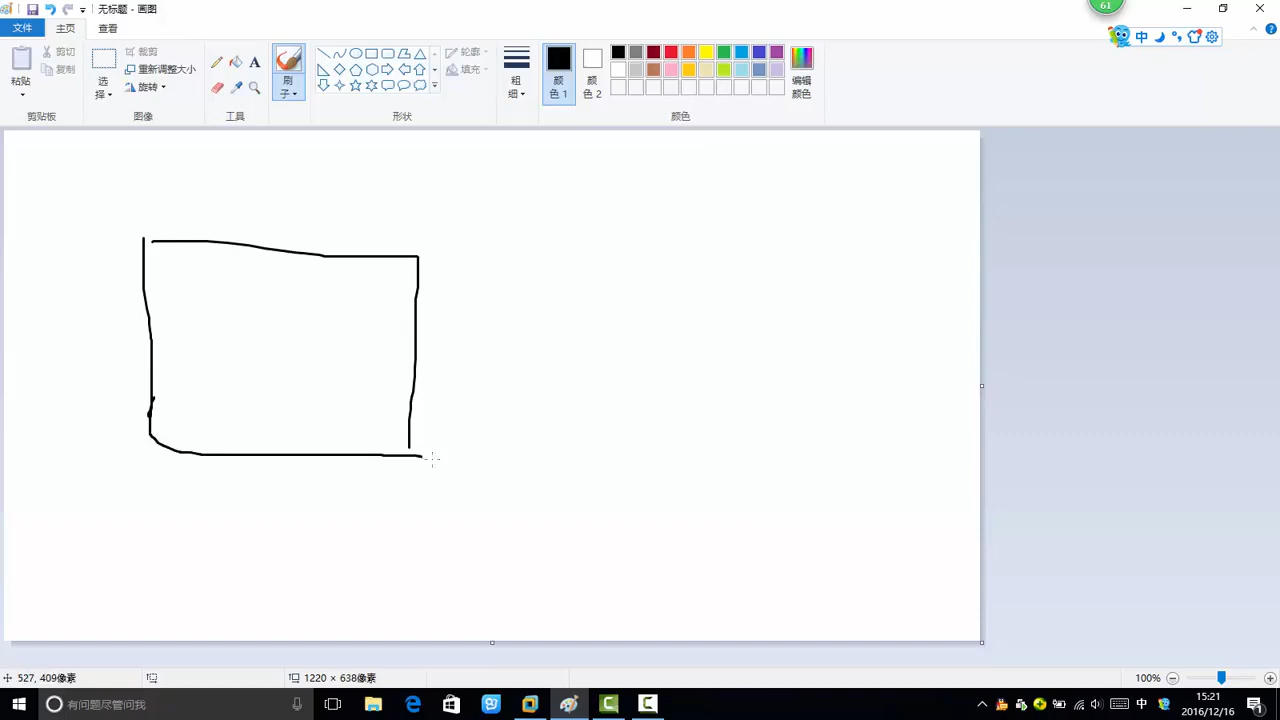 无标题 - 画图
61
文件
主页
查看
中
粘贴
剪切
复制
选择
裁剪
重新调整大小
旋转
A
刷子
轮廓
填充
粗细
颜色 1
颜色 2
编辑颜色
剪贴板
图像
工具
形状
颜色
527, 409像素
1220 × 638像素
100%
有问题尽管问我
中
15:21
2016/12/16
1